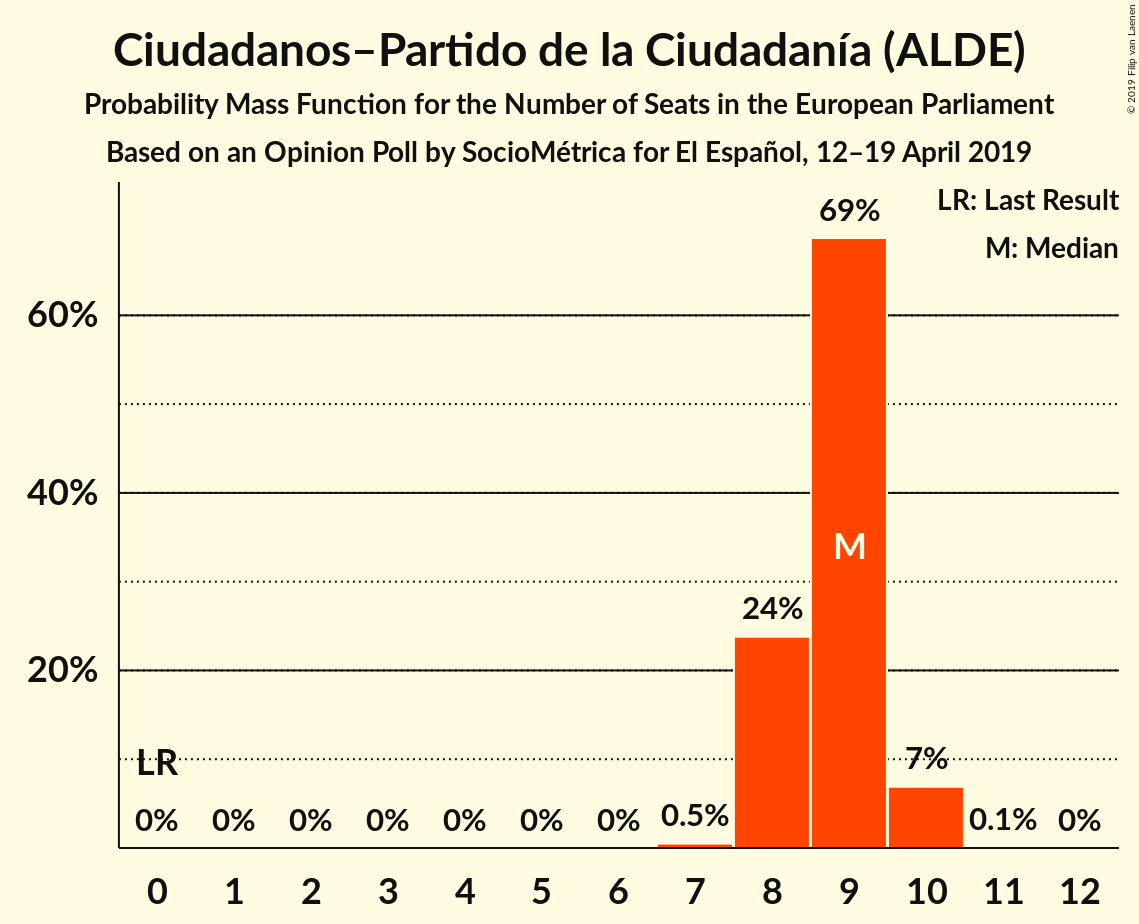 Ciudadanos–Partido de la Ciudadanía (ALDE)
Probability Mass Function for the Number of Seats in the European Parliament
Based on an Opinion Poll by SocioMétrica for El Español, 12–19 April 2019
© 2019 Filip van Laenen
LR: Last Result
M: Median
69%
60%
40%
M
24%
20%
LR
7%
0% 0% 0% 0% 0% 0% 0% 0.5% 0.1% 0%
0 1 2 3 4 5 6 7 8 9 10 11 12